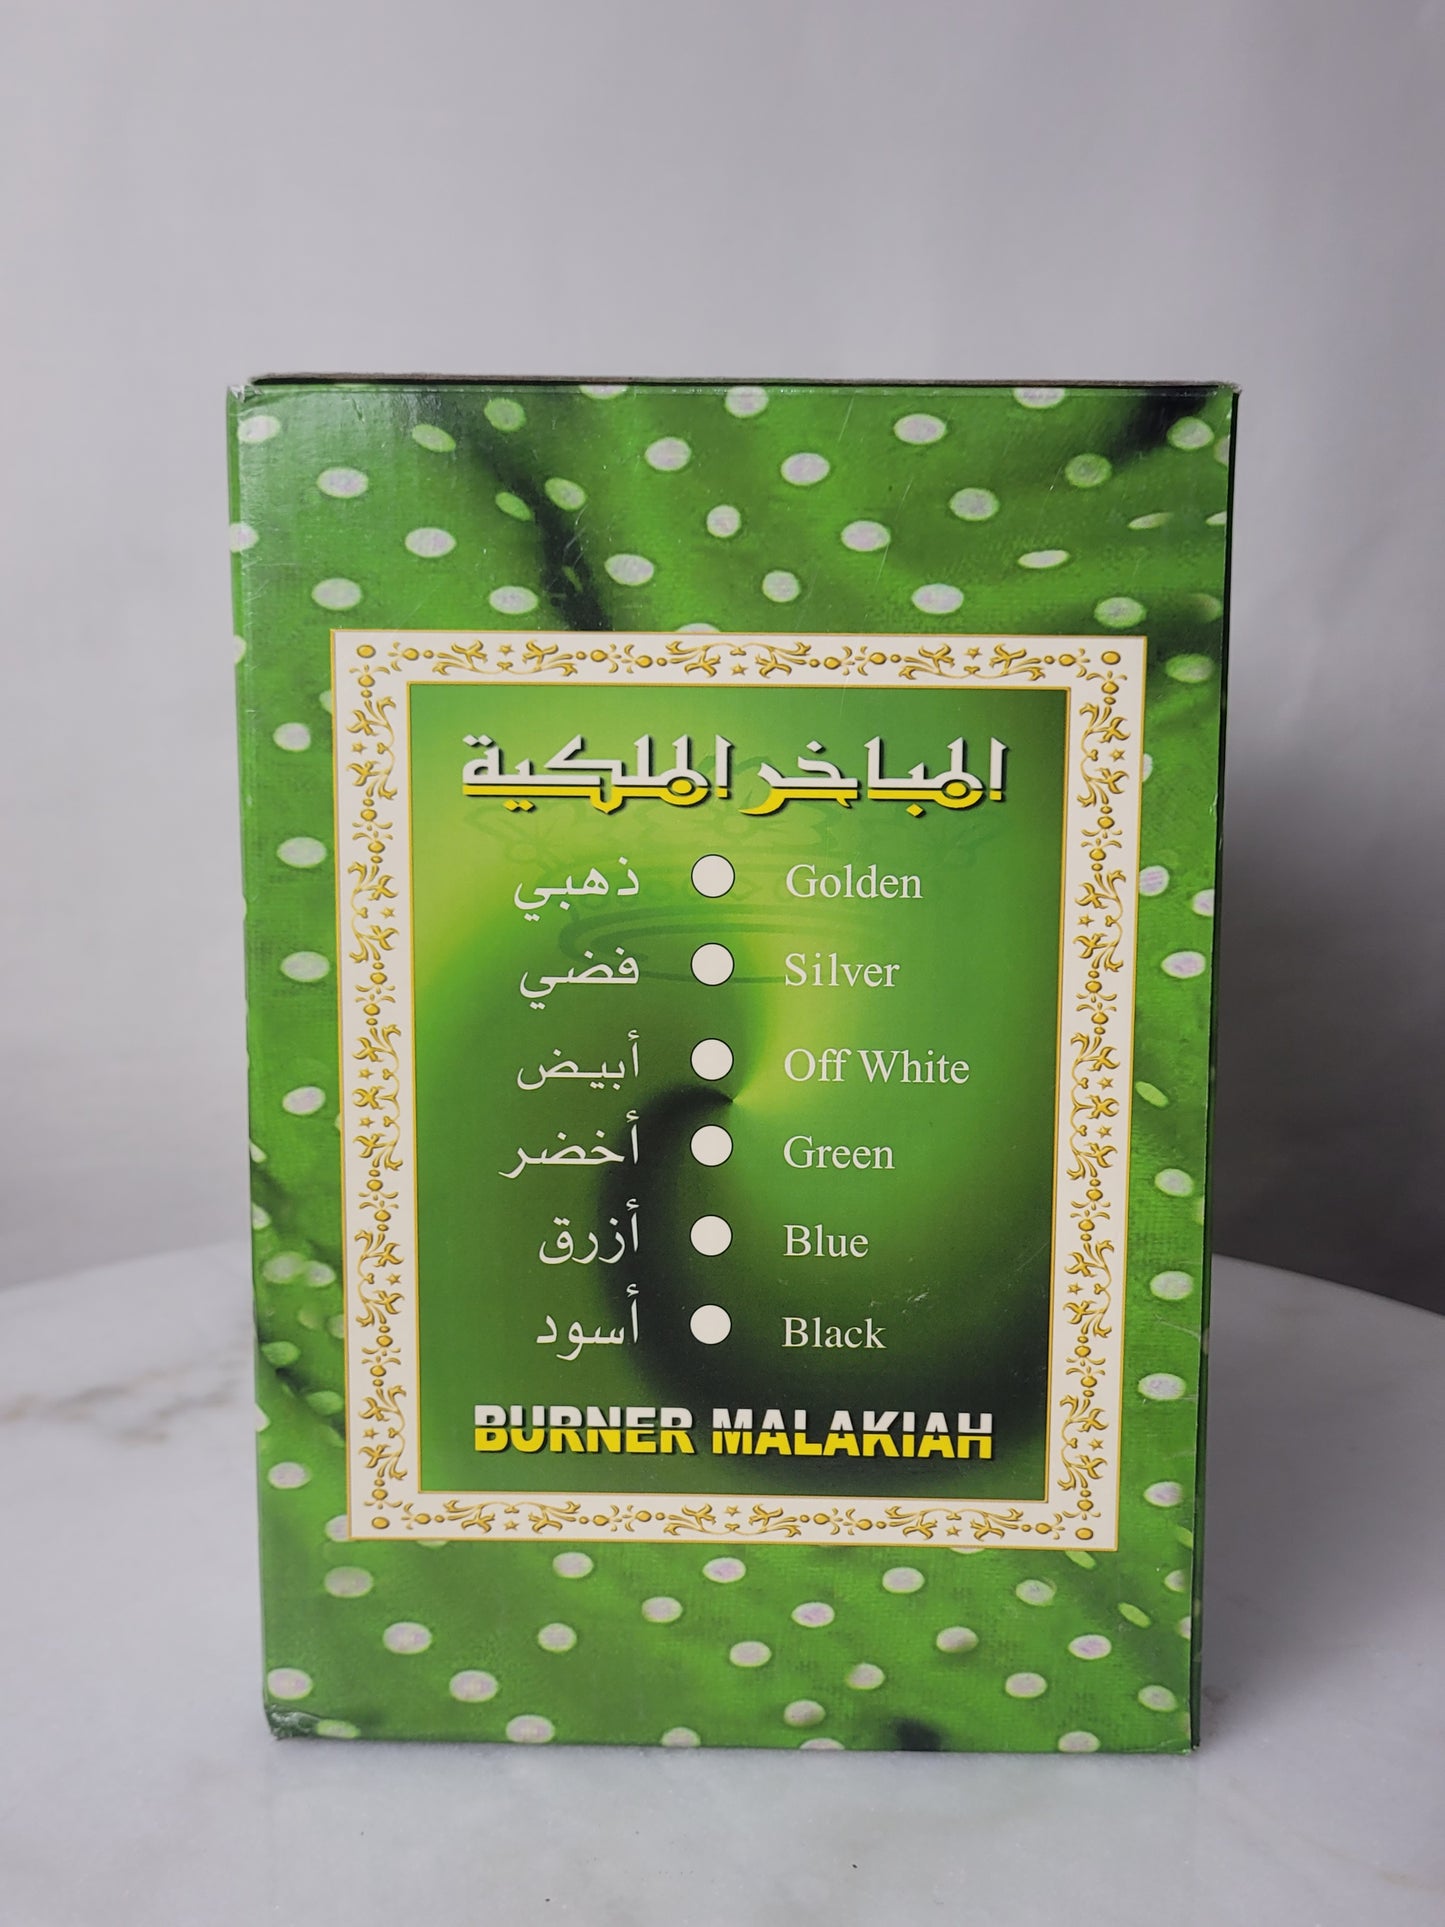 المباخر الملكية
ذهبي Golden
فضي Silver
أبيض Off White
أخضر Green
أزرق Blue
أسود Black
BURNER MALAKIAH